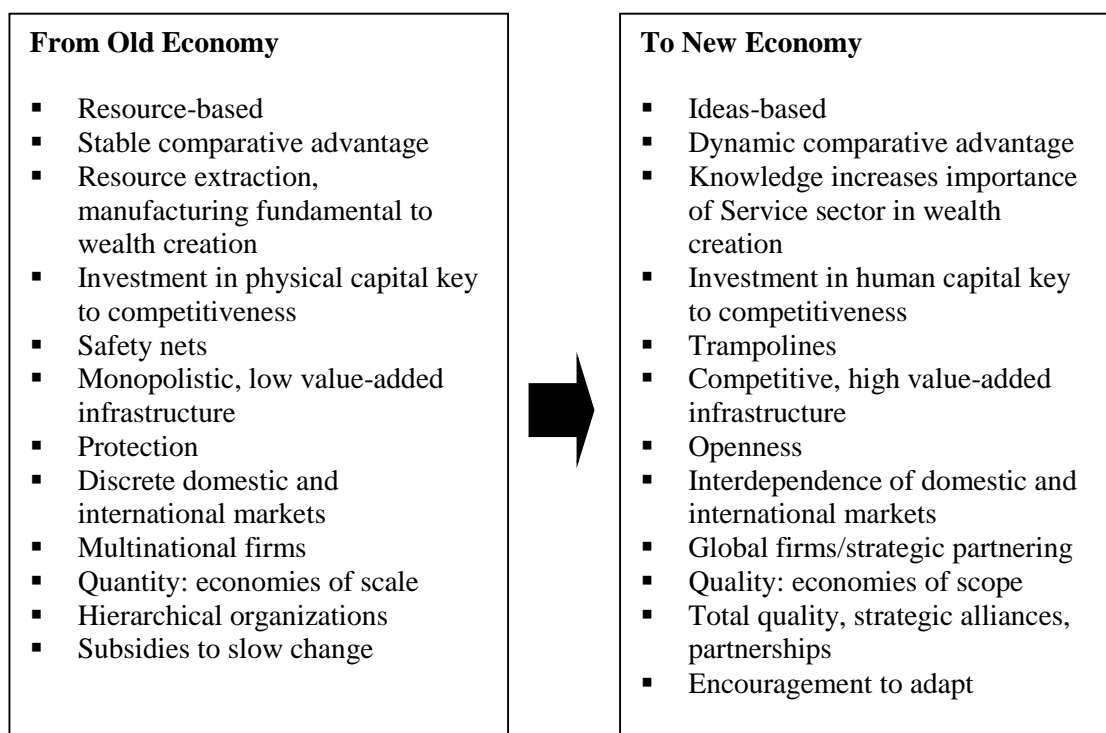 From Old Economy
▪ Resource-based
▪ Stable comparative advantage
▪ Resource extraction,
manufacturing fundamental to
wealth creation
▪ Investment in physical capital key
to competitiveness
▪ Safety nets
▪ Monopolistic, low value-added
infrastructure
▪ Protection
▪ Discrete domestic and
international markets
▪ Multinational firms
▪ Quantity: economies of scale
▪ Hierarchical organizations
▪ Subsidies to slow change
To New Economy
▪ Ideas-based
▪ Dynamic comparative advantage
▪ Knowledge increases importance
of Service sector in wealth
creation
▪ Investment in human capital key
to competitiveness
▪ Trampolines
▪ Competitive, high value-added
infrastructure
▪ Openness
▪ Interdependence of domestic and
international markets
▪ Global firms/strategic partnering
▪ Quality: economies of scope
▪ Total quality, strategic alliances,
partnerships
▪ Encouragement to adapt